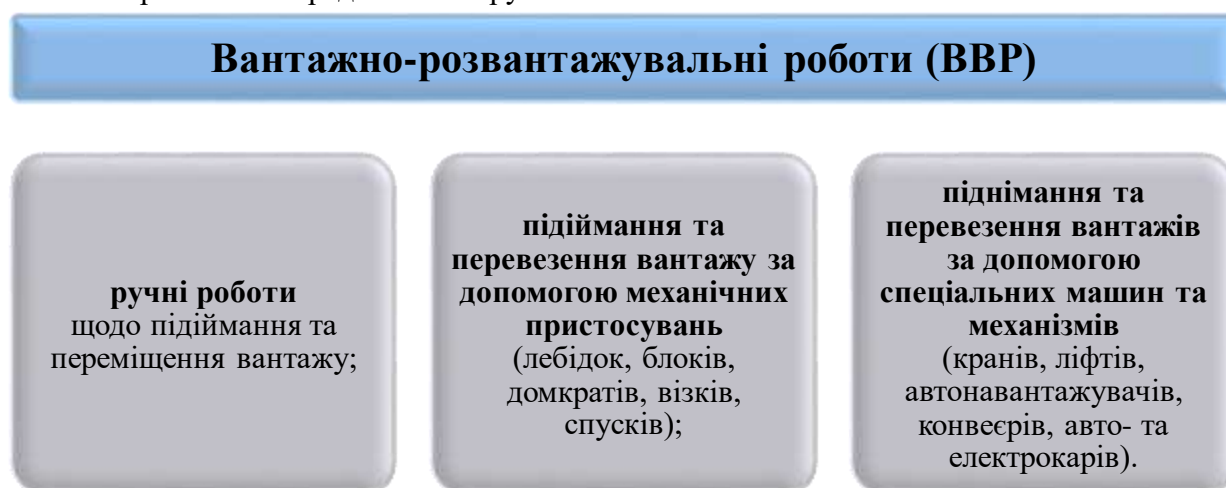 Вантажно-розвантажувальні роботи (ВВР)
ручні роботи
щодо підіймання та
переміщення вантажу;
підіймання та
перевезення вантажу за
допомогою механічних
пристосувань
(лебідок, блоків,
домкратів, візків,
спусків);
піднімання та
перевезення вантажів
за допомогою
спеціальних машин та
механізмів
(кранів, ліфтів,
автонавантажувачів,
конвеєрів, авто- та
електрокарів).